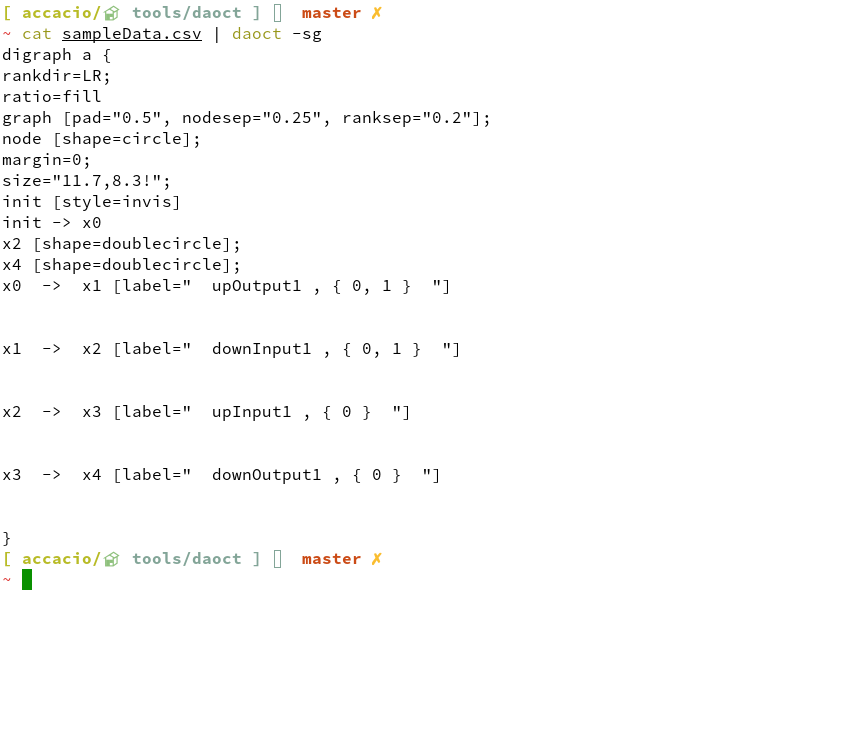 [ accacio/ tools/daoct ] master ✗
~ cat sampleData.csv | daoct -sg
digraph a {
rankdir=LR;
ratio=fill
graph [pad="0.5", nodesep="0.25", ranksep="0.2"];
node [shape=circle];
margin=0;
size="11.7,8.3!";
init [style=invis]
init -> x0
x2 [shape=doublecircle];
x4 [shape=doublecircle];
x0  ->  x1 [label="  upOutput1 , { 0, 1 }  "]
x1  ->  x2 [label="  downInput1 , { 0, 1 }  "]
x2  ->  x3 [label="  upInput1 , { 0 }  "]
x3  ->  x4 [label="  downOutput1 , { 0 }  "]
}
[ accacio/ tools/daoct ] master ✗
~